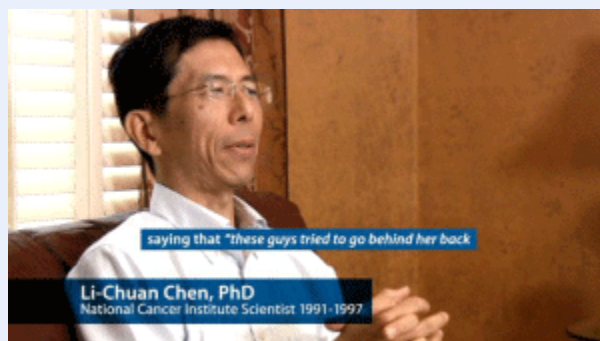 saying that "these guys tried to go behind her back
Li-Chuan Chen, PhD
National Cancer Institute Scientist 1991-1997